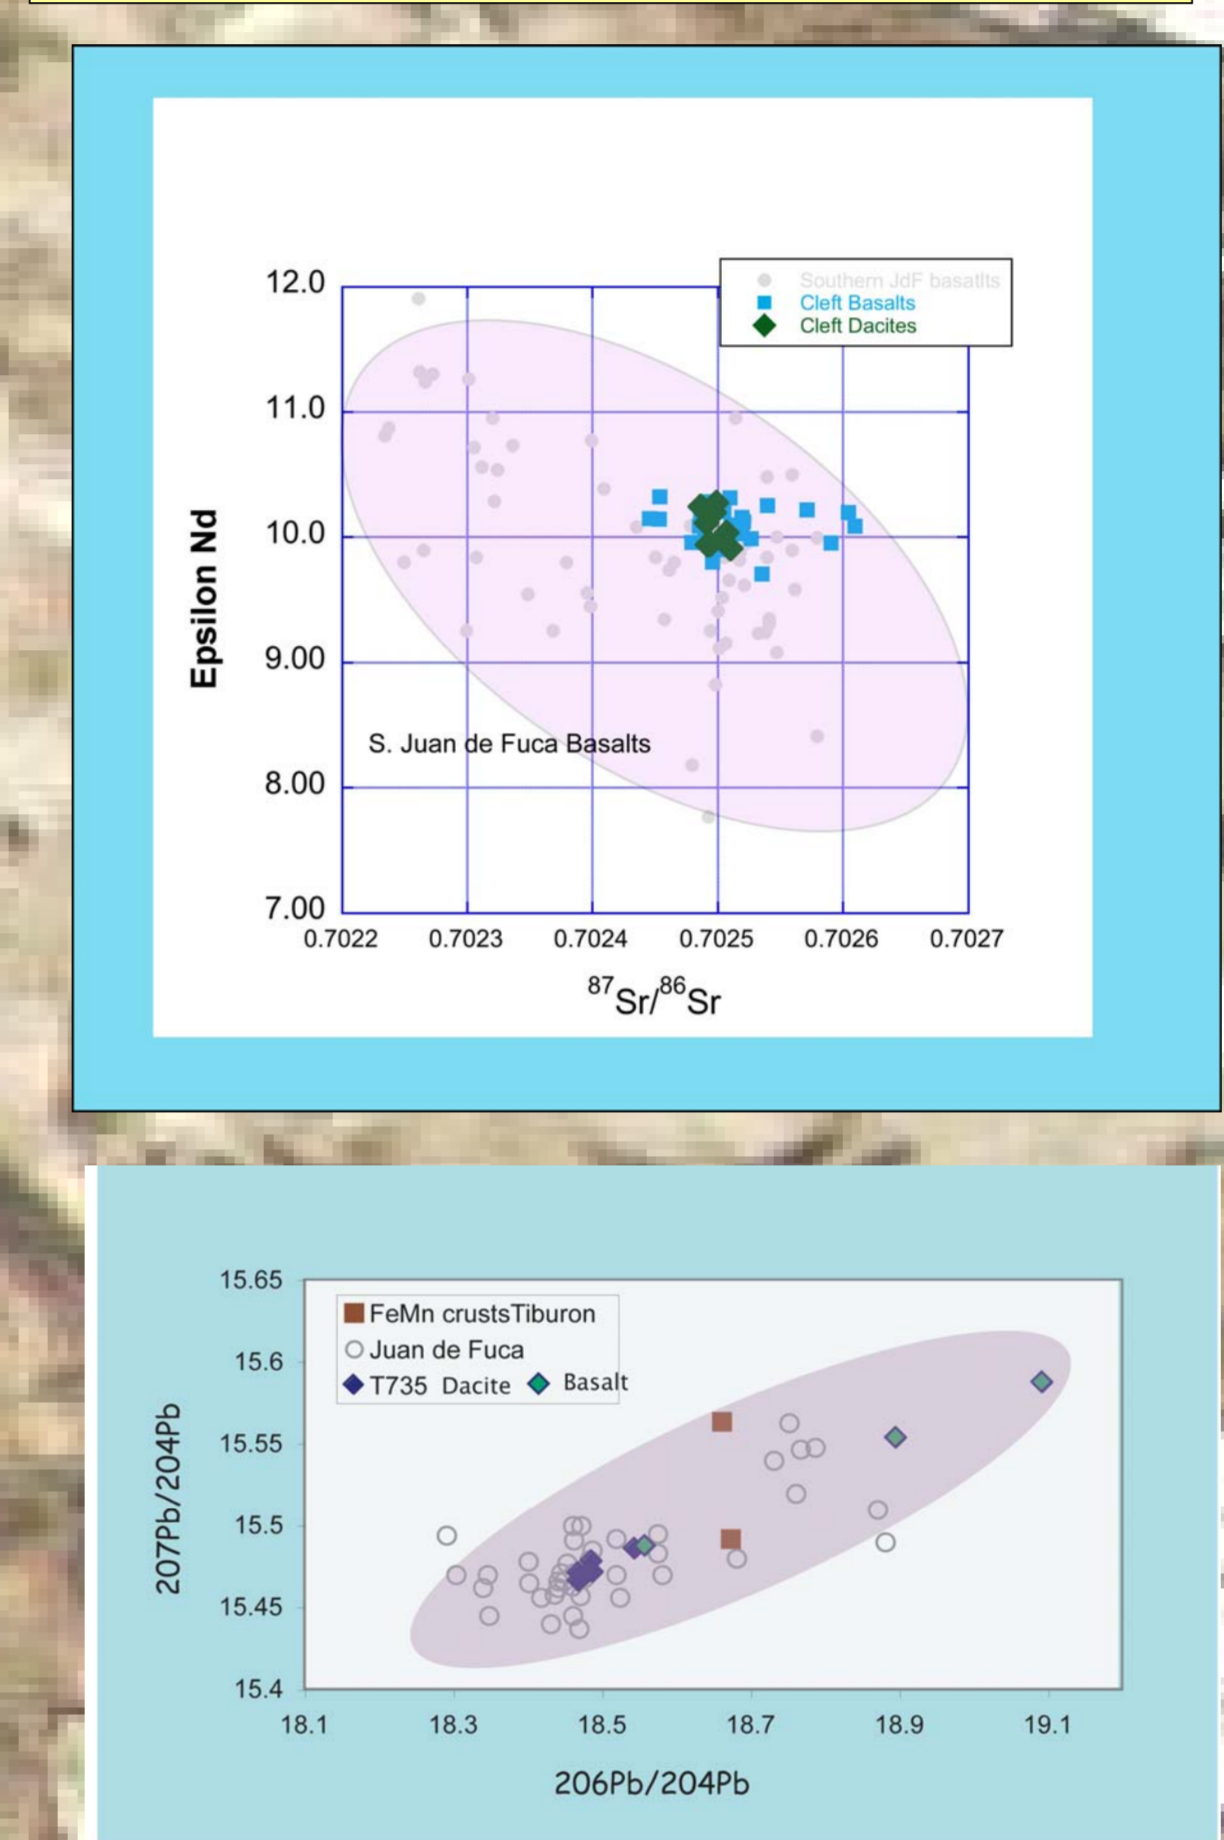 Southern JdF basatlts
Cleft Basalts
Cleft Dacites
12.0
11.0
10.0
9.00
8.00
7.00
Epsilon Nd
S. Juan de Fuca Basalts
0.7022 0.7023 0.7024 0.7025 0.7026 0.7027
87Sr/86Sr
15.65
15.6
15.55
15.5
15.45
15.4
207Pb/204Pb
FeMn crustsTiburon
Juan de Fuca
T735 Dacite Basalt
18.1 18.3 18.5 18.7 18.9 19.1
206Pb/204Pb